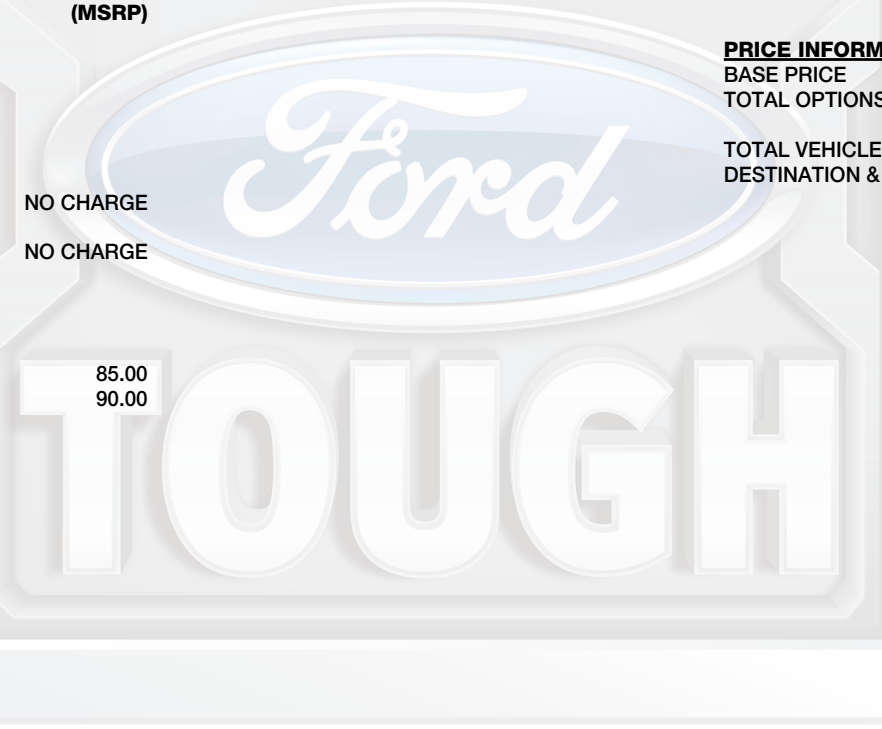 (MSRP)
NO CHARGE
NO CHARGE
85.00
90.00
PRICE INFORM
BASE PRICE
TOTAL OPTIONS
TOTAL VEHICLE
DESTINATION &
Ford
TOUGH